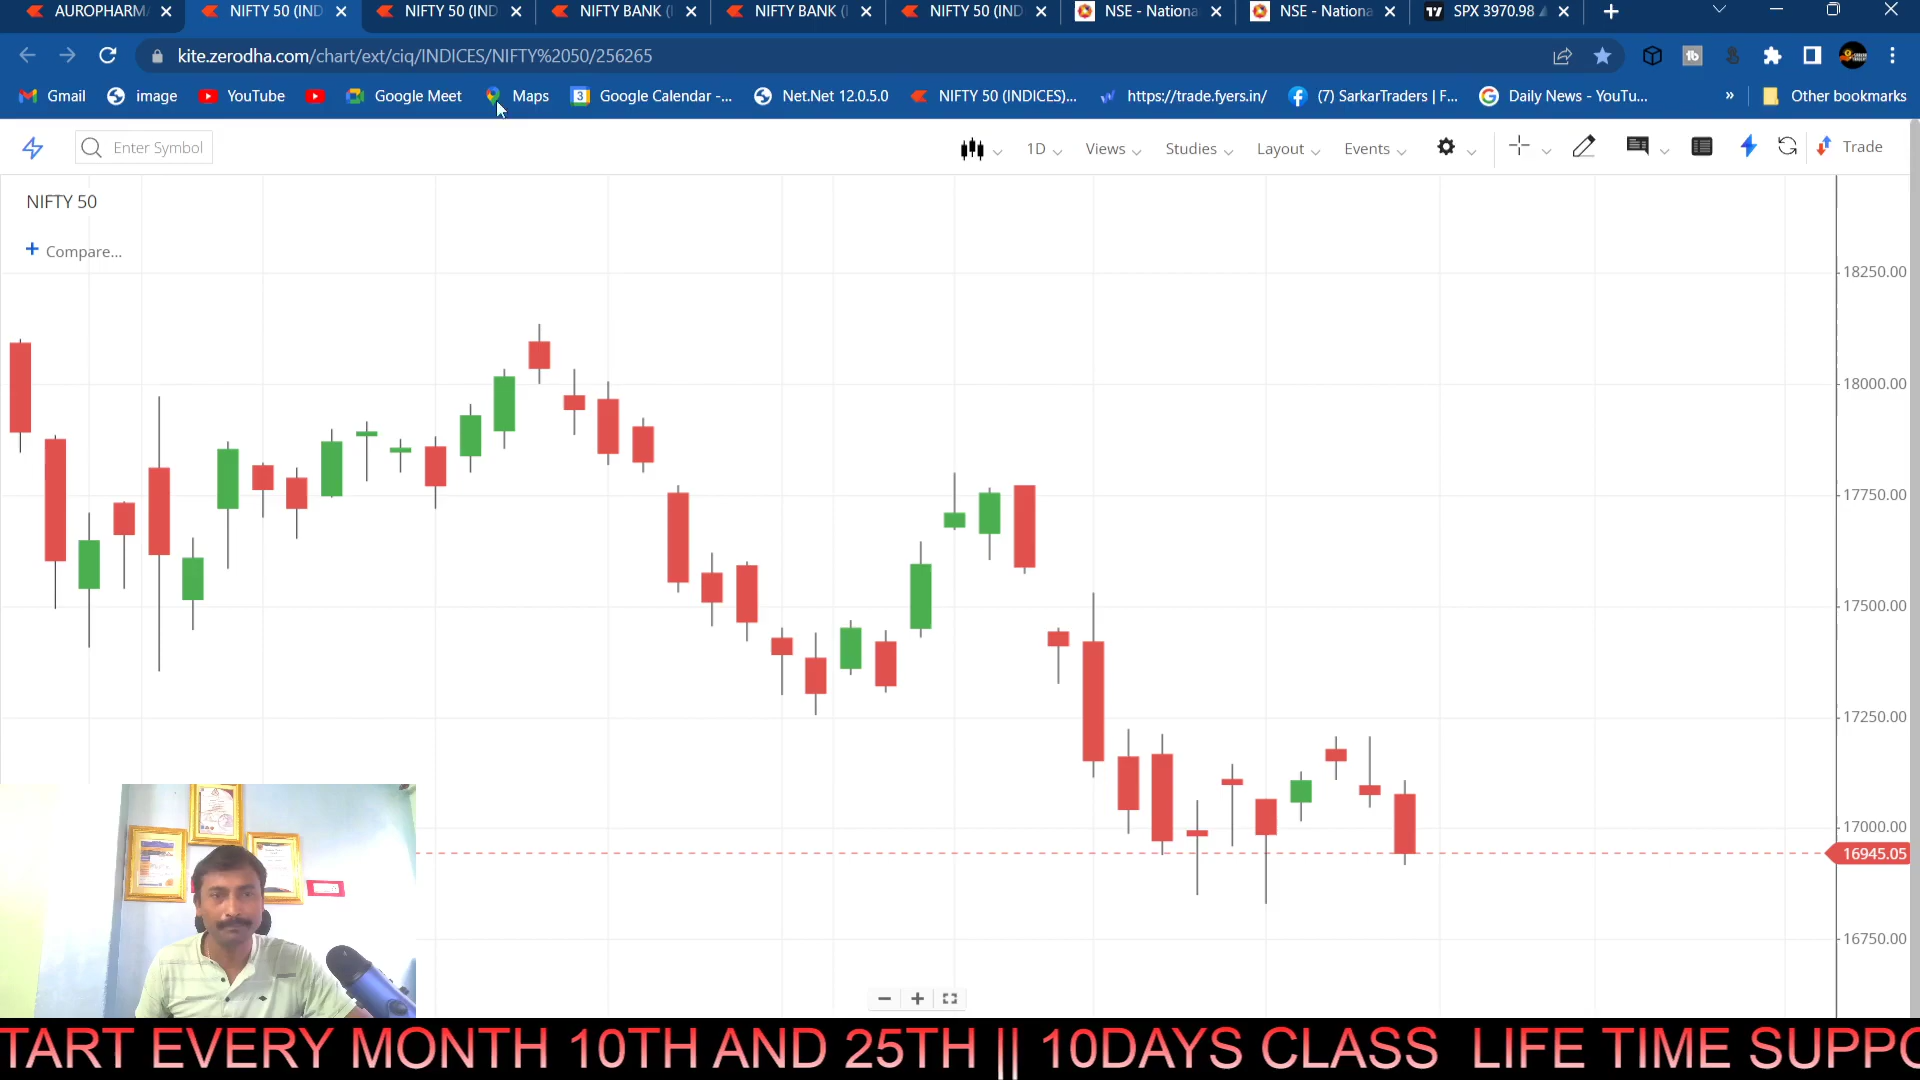 AUROPHARM
NIFTY 50 (IND
NIFTY 50 (IND
NIFTY BANK (
NIFTY BANK (
NIFTY 50 (IND
NSE - Nationa
NSE - Nationa
SPX 3970.98
kite.zerodha.com/chart/ext/ciq/INDICES/NIFTY%2050/256265
Gmail
image
YouTube
Google Meet
Maps
Google Calendar -...
Net.Net 12.0.5.0
NIFTY 50 (INDICES)...
https://trade.fyers.in/
(7) SarkarTraders | F...
Daily News - YouTu...
»
Other bookmarks
Enter Symbol
1D
Views
Studies
Layout
Events
Trade
NIFTY 50
+ Compare...
18250.00
18000.00
17750.00
17500.00
17250.00
17000.00
16945.05
16750.00
TART EVERY MONTH 10TH AND 25TH || 10DAYS CLASS LIFE TIME SUPPO